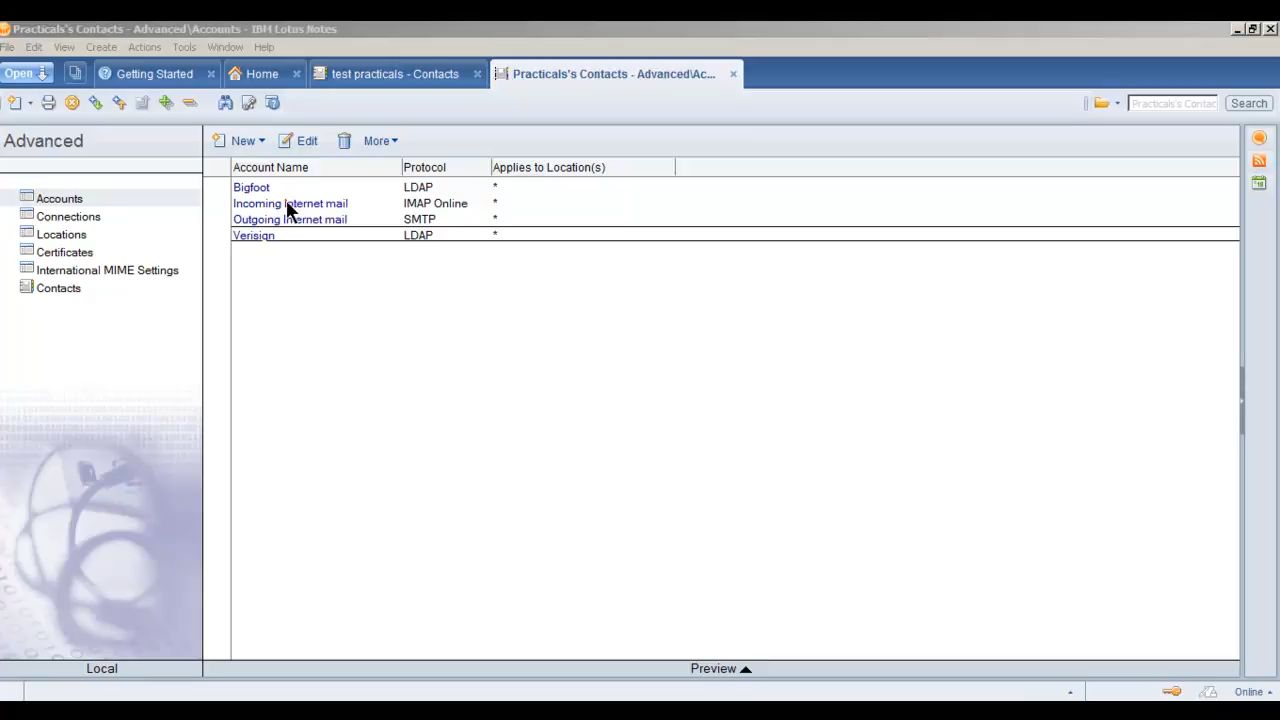 Practicals's Contacts - Advanced\Accounts - IBM Lotus Notes
File Edit View Create Actions Tools Window Help
Open Getting Started Home test practicals - Contacts Practicals's Contacts - Advanced\Ac...
Practicals's Contac Search
Advanced
New Edit More
Account Name Protocol Applies to Location(s)
Bigfoot LDAP *
Accounts
Incoming Internet mail IMAP Online *
Connections
Outgoing Internet mail SMTP *
Locations
Verisign LDAP *
Certificates
International MIME Settings
Contacts
Local
Preview
Online